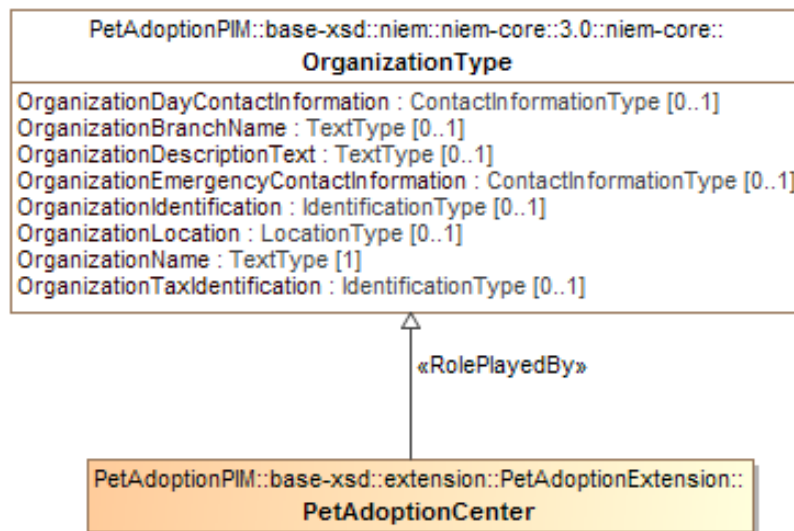 PetAdoptionPIM::base-xsd::niem::niem-core::3.0::niem-core::
OrganizationType
OrganizationDayContactInformation : ContactInformationType [0..1]
OrganizationBranchName : TextType [0..1]
OrganizationDescriptionText : TextType [0..1]
OrganizationEmergencyContactInformation : ContactInformationType [0..1]
OrganizationIdentification : IdentificationType [0..1]
OrganizationLocation : LocationType [0..1]
OrganizationName : TextType [1]
OrganizationTaxIdentification : IdentificationType [0..1]
«RolePlayedBy»
PetAdoptionPIM::base-xsd::extension::PetAdoptionExtension::
PetAdoptionCenter